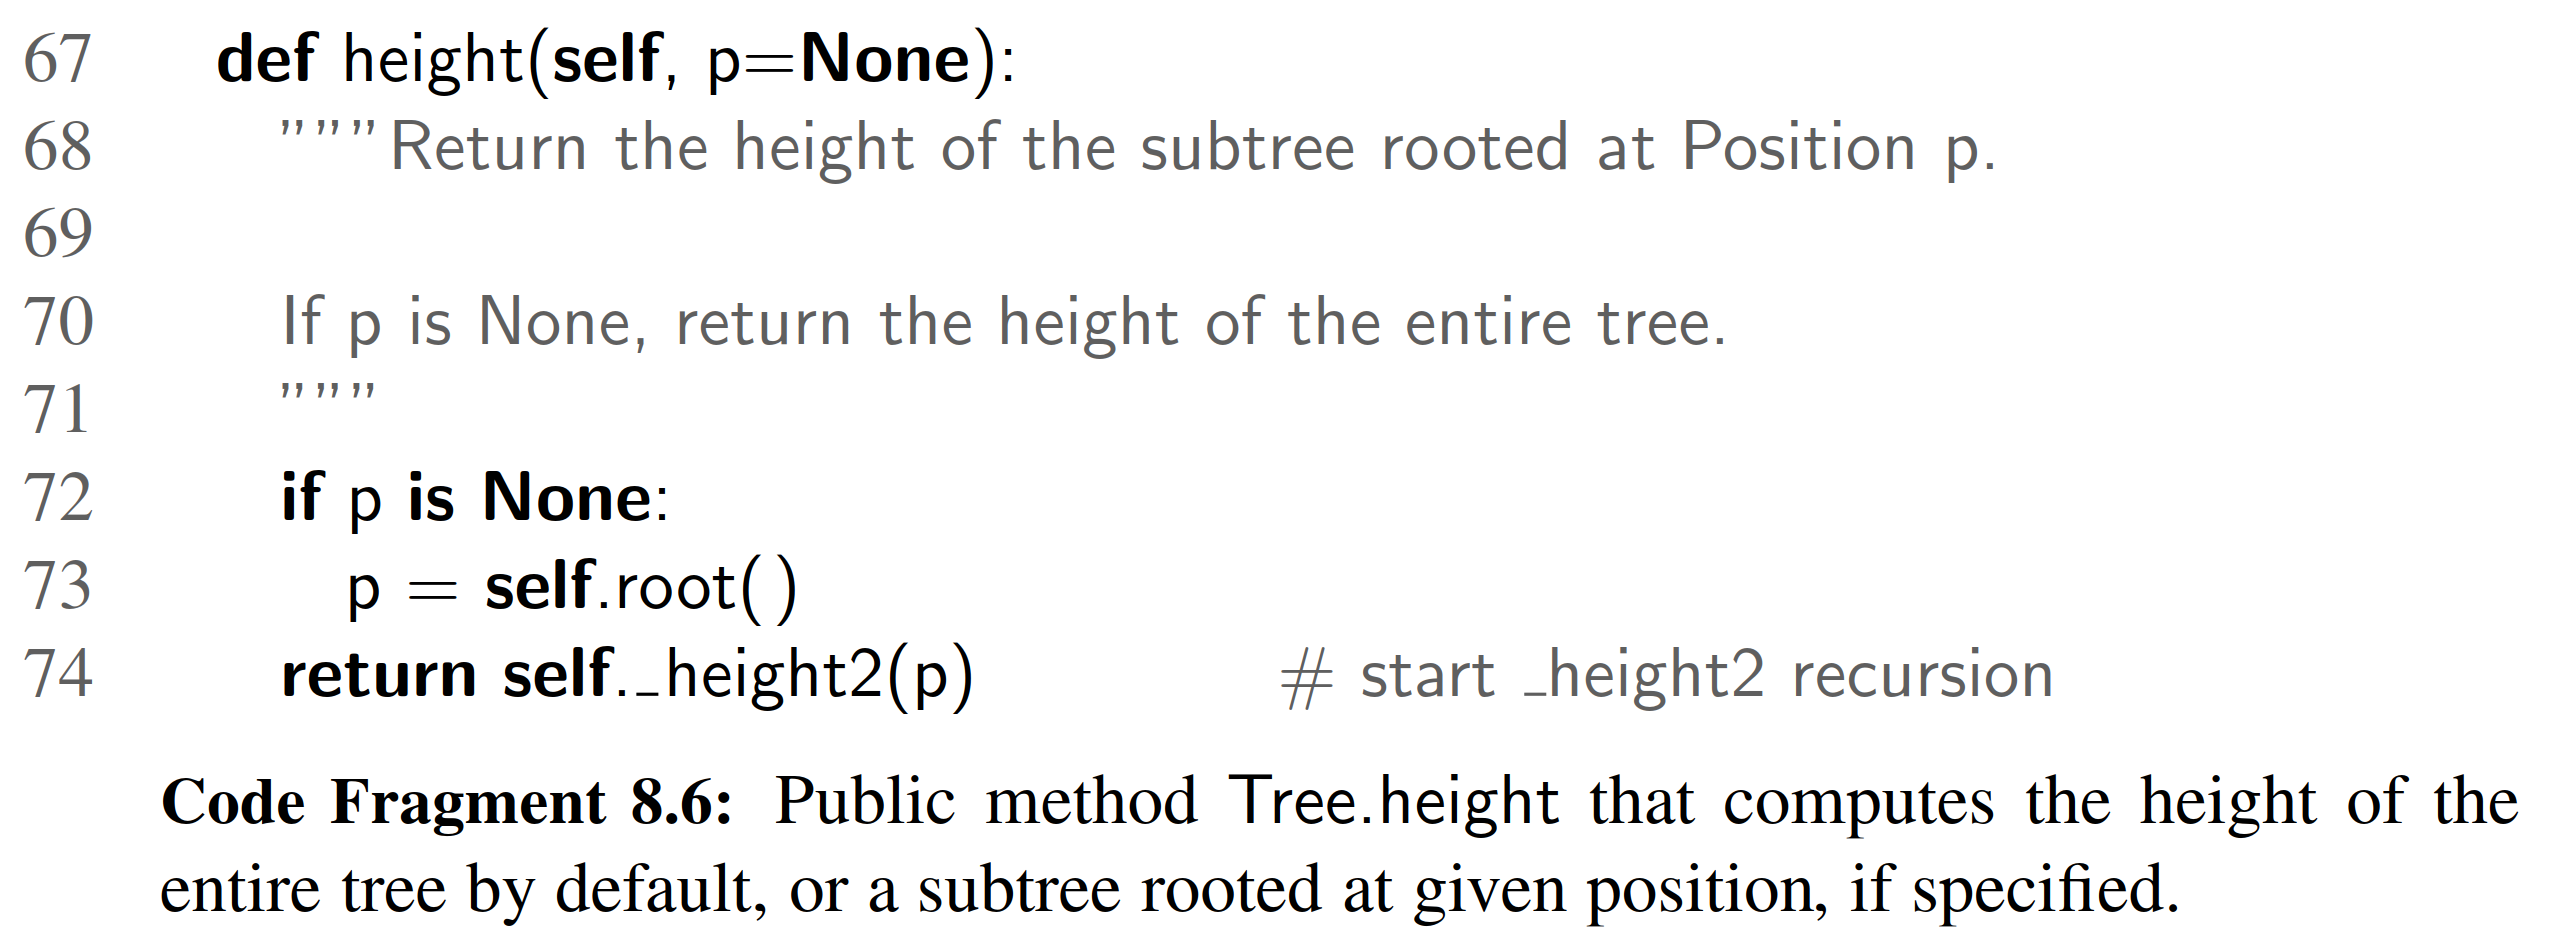 67 def height(self, p=None):
68 """Return the height of the subtree rooted at Position p.
69
70 If p is None, return the height of the entire tree.
71 """
72 if p is None:
73 p = self.root()
74 return self._height2(p) # start _height2 recursion
Code Fragment 8.6: Public method Tree.height that computes the height of the
entire tree by default, or a subtree rooted at given position, if specified.